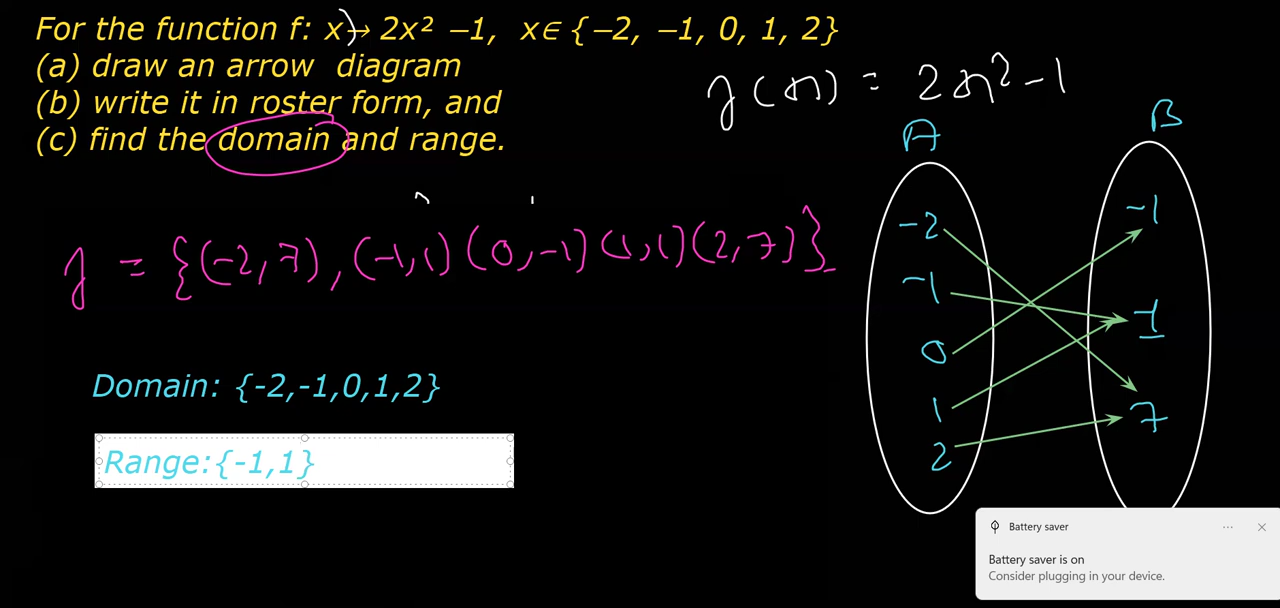 For the function f: x → 2x² −1, x∈ {−2, −1, 0, 1, 2}
(a) draw an arrow diagram
(b) write it in roster form, and
(c) find the domain and range.
f(x) = 2x² − 1
A
B
f = {(−2, 7), (−1, 1) (0, −1) (1, 1) (2, 7)}
−2
−1
0
1
2
−1
1
7
Domain: {-2,-1,0,1,2}
Range:{-1,1}
Battery saver
Battery saver is on
Consider plugging in your device.